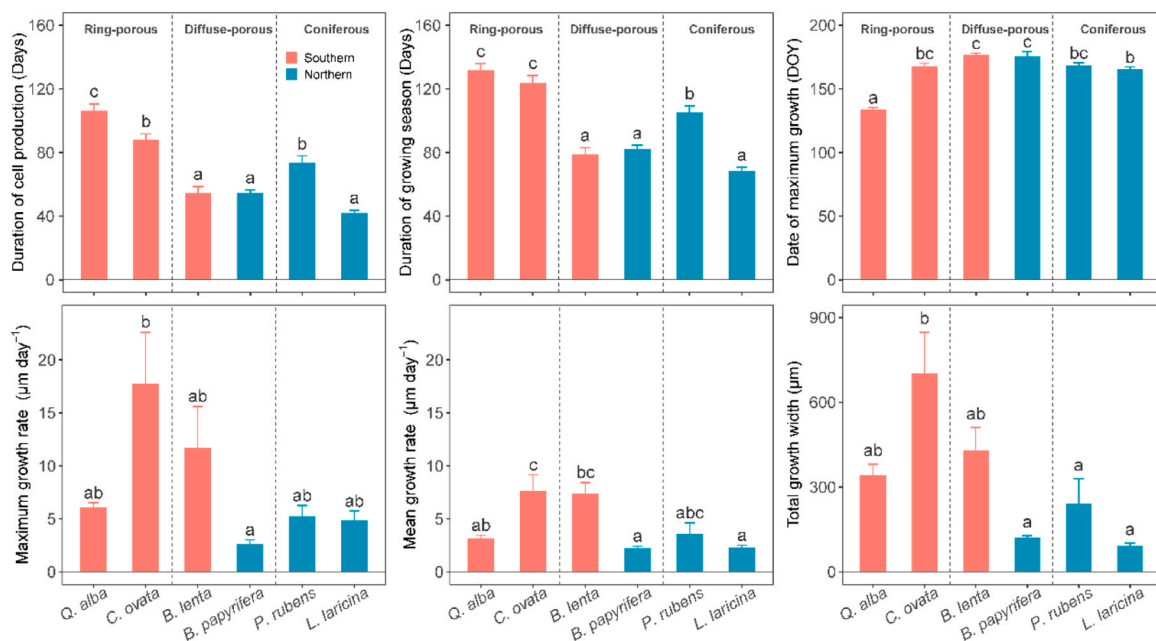 Duration of cell production (Days)
160
120
80
40
0
Ring-porous
Diffuse-porous
Coniferous
Southern
Northern
c
b
a
a
b
a
Duration of growing season (Days)
160
120
80
40
0
Ring-porous
Diffuse-porous
Coniferous
c
c
a
a
b
a
Date of maximum growth (DOY)
200
150
100
50
0
Ring-porous
Diffuse-porous
Coniferous
a
bc
c
c
bc
b
Maximum growth rate (µm day⁻¹)
20
15
10
5
0
ab
b
ab
a
ab
ab
Q. alba
C. ovata
B. lenta
B. papyrifera
P. rubens
L. laricina
Mean growth rate (µm day⁻¹)
20
15
10
5
0
ab
c
bc
a
abc
a
Q. alba
C. ovata
B. lenta
B. papyrifera
P. rubens
L. laricina
Total growth width (µm)
900
600
300
0
ab
b
ab
a
a
a
Q. alba
C. ovata
B. lenta
B. papyrifera
P. rubens
L. laricina